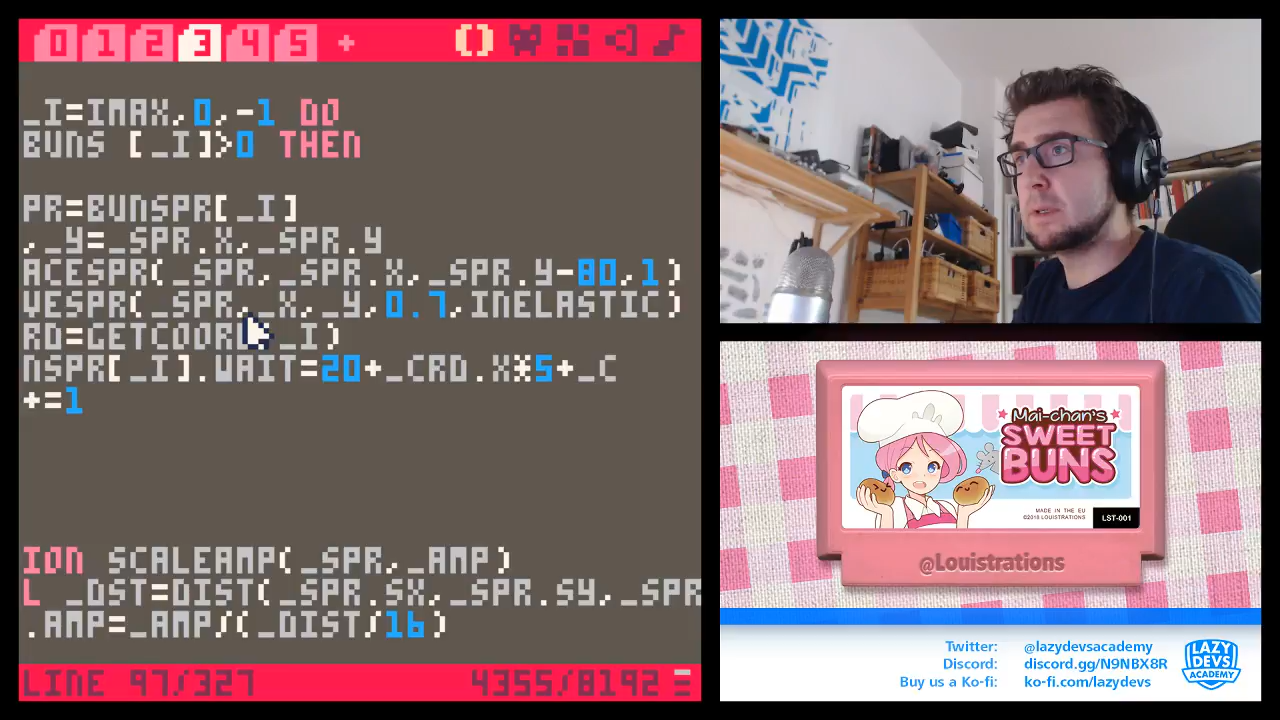 0 1 2 3 4 5 +
_I=IMAX,0,-1 DO
BUNS [_I]>0 THEN
PR=BUNSPR[_I]
,_Y=_SPR.X,_SPR.Y
ACESPR(_SPR,_SPR.X,_SPR.Y-80,1)
VESPR(_SPR,_X,_Y,0.7,INELASTIC)
RD=GETCOORD(_I)
NSPR[_I].WAIT=20+_CRD.X*5+_C
+=1
ION SCALEAMP(_SPR,_AMP)
L _DST=DIST(_SPR.SX,_SPR.SY,_SPR
.AMP=_AMP/(_DIST/16)
LINE 97/327 4355/8192
Mai-chan's
SWEET
BUNS
MADE IN THE EU
©2018 LOUISTRATIONS
LST-001
@Louistrations
Twitter: @lazydevsacademy
Discord: discord.gg/N9NBX8R
Buy us a Ko-fi: ko-fi.com/lazydevs
LAZY
DEVS
ACADEMY